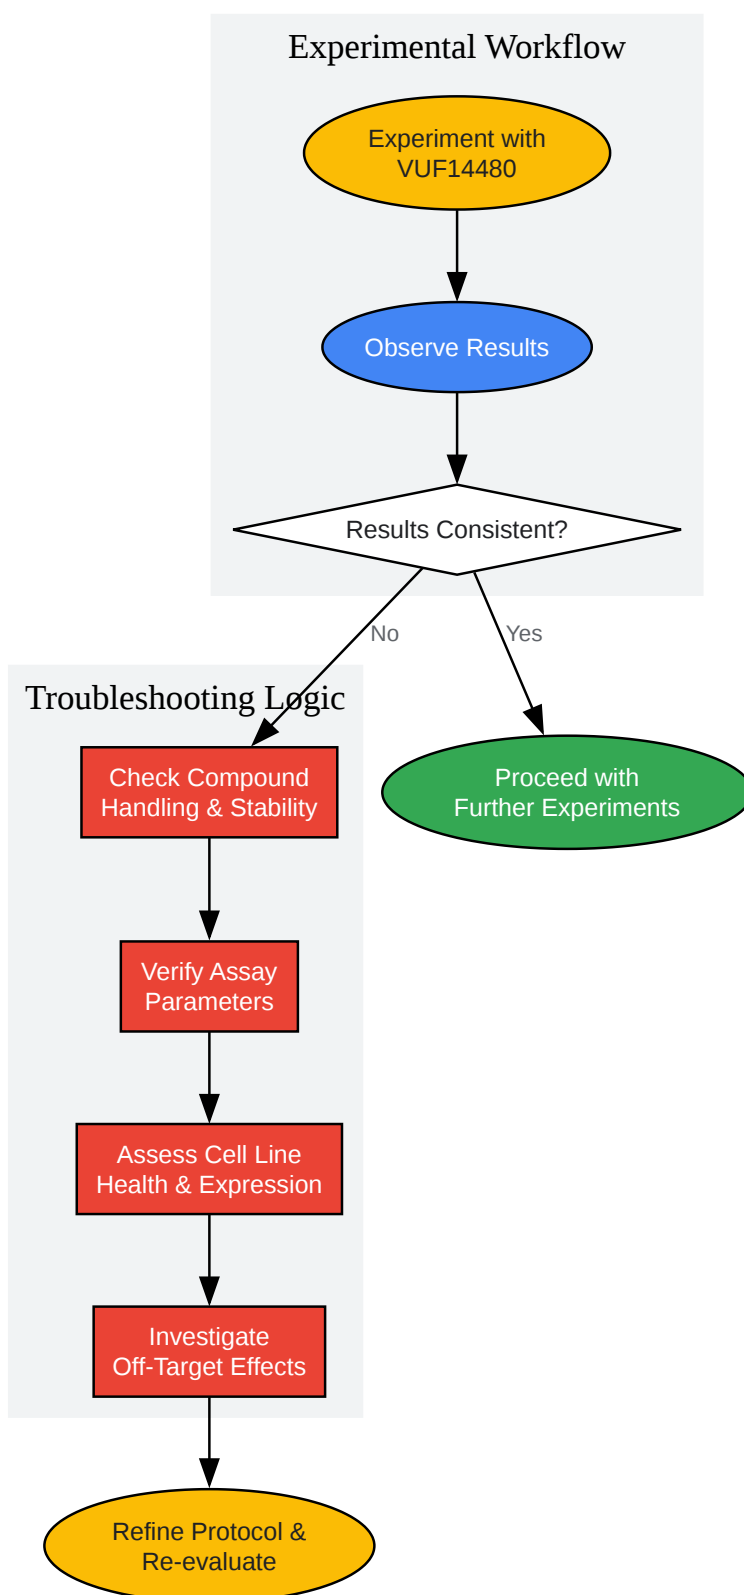 Experimental Workflow
Experiment with
VUF14480
Observe Results
Results Consistent?
No
Yes
Troubleshooting Logic
Check Compound
Handling & Stability
Proceed with
Further Experiments
Verify Assay
Parameters
Assess Cell Line
Health & Expression
Investigate
Off-Target Effects
Refine Protocol &
Re-evaluate